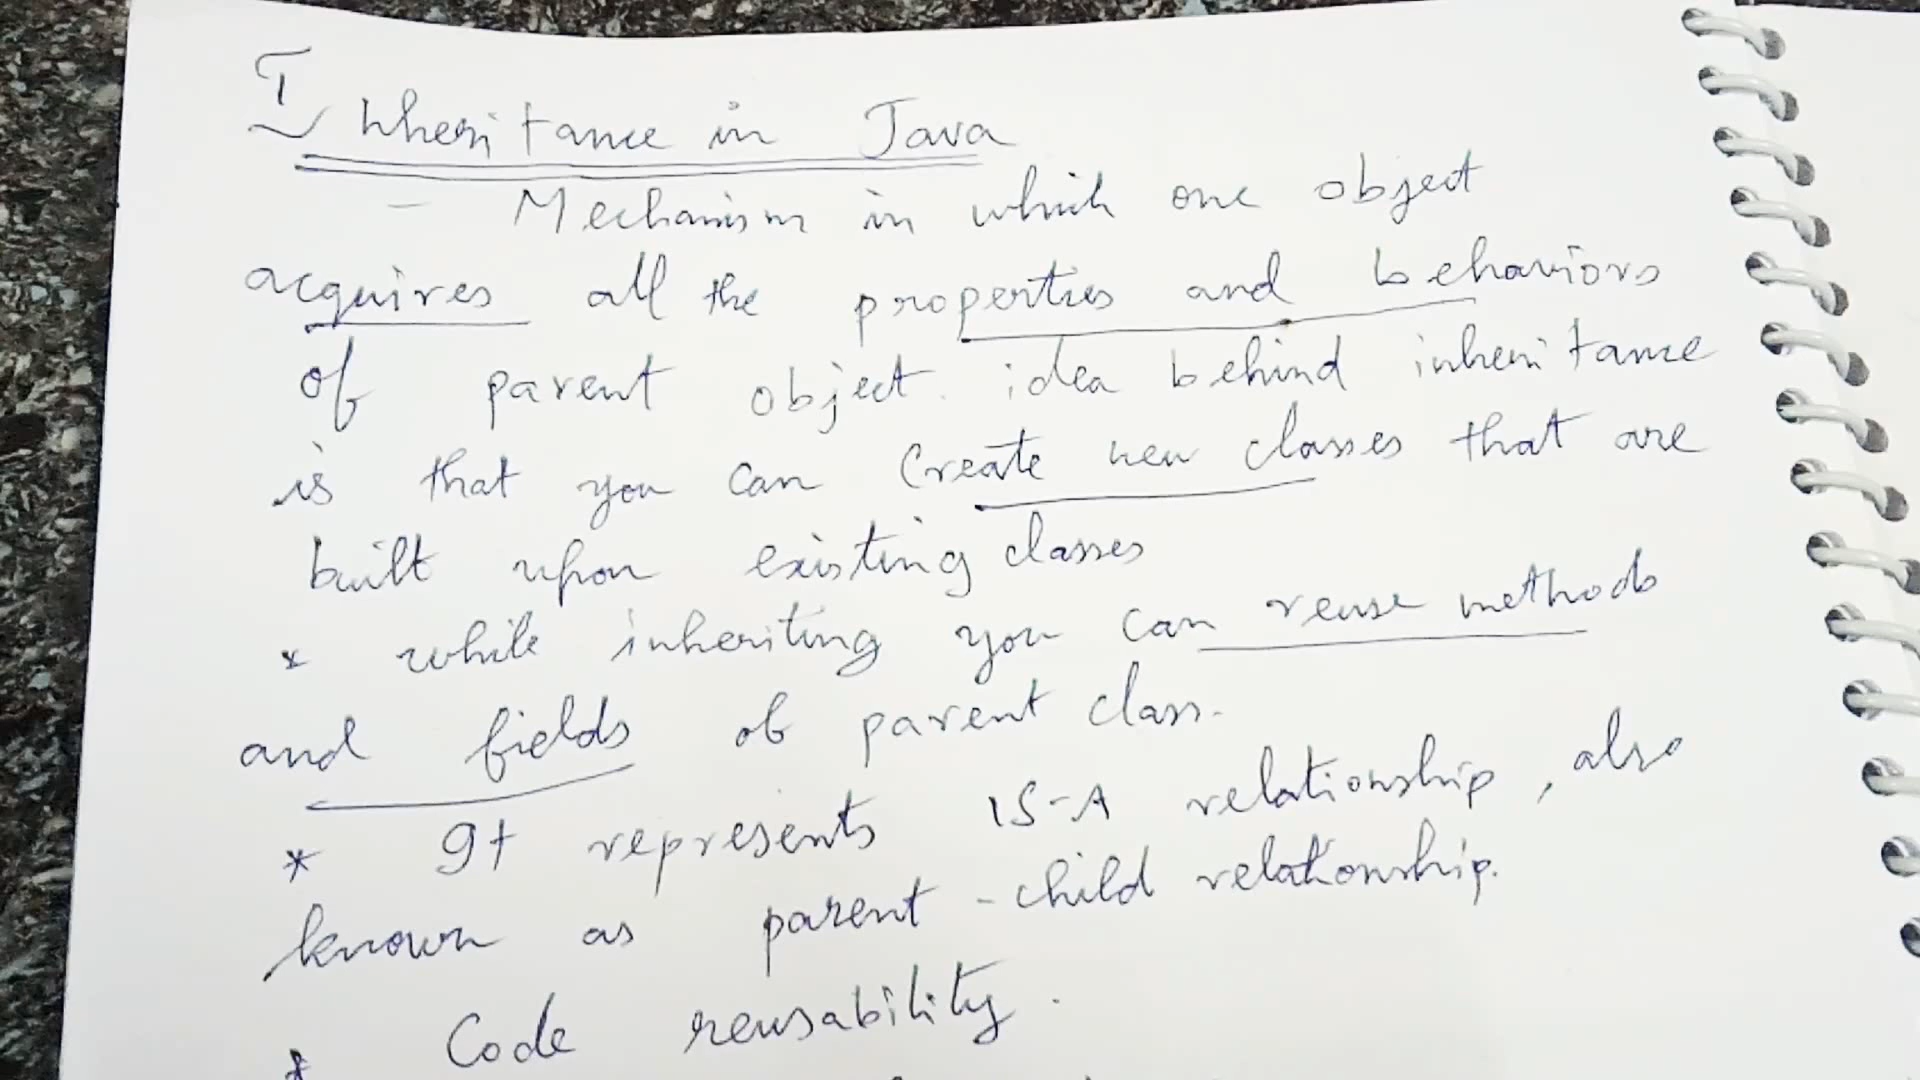 Inheritance in Java
- Mechanism in which one object
acquires all the properties and behaviors
of parent object. idea behind inheritance
is that you can create new classes that are
built upon existing classes
* while inheriting you can reuse methods
and fields of parent class.
* It represents IS-A relationship, also
known as parent-child relationship.
* Code reusability.